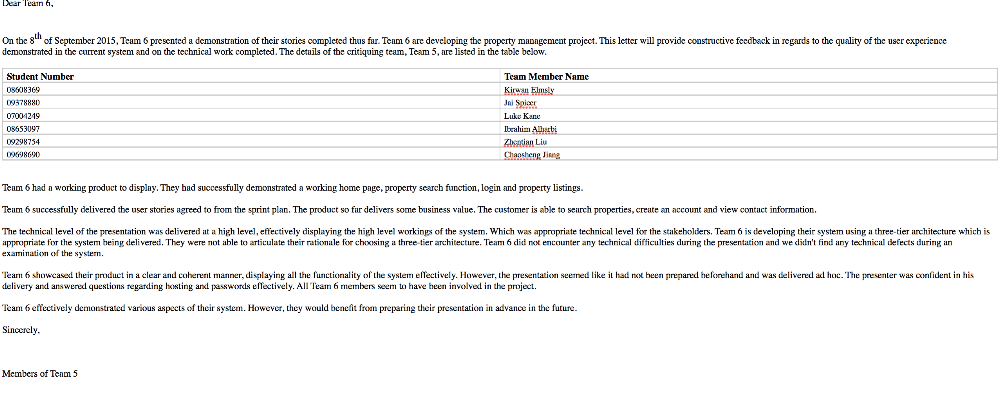 Dear Team 6,
On the 8th of September 2015, Team 6 presented a demonstration of their stories completed thus far. Team 6 are developing the property management project. This letter will provide constructive feedback in regards to the quality of the user experience
demonstrated in the current system and on the technical work completed. The details of the critiquing team, Team 5, are listed in the table below.
Student Number Team Member Name
08608369 Kirwan Elmsly
09378880 Jai Spicer
07004249 Luke Kane
08653097 Ibrahim Alharbi
09298754 Zhentian Liu
09698690 Chaosheng Jiang
Team 6 had a working product to display. They had successfully demonstrated a working home page, property search function, login and property listings.
Team 6 successfully delivered the user stories agreed to from the sprint plan. The product so far delivers some business value. The customer is able to search properties, create an account and view contact information.
The technical level of the presentation was delivered at a high level, effectively displaying the high level workings of the system. Which was appropriate technical level for the stakeholders. Team 6 is developing their system using a three-tier architecture which is
appropriate for the system being delivered. They were not able to articulate their rationale for choosing a three-tier architecture. Team 6 did not encounter any technical difficulties during the presentation and we didn't find any technical defects during an
examination of the system.
Team 6 showcased their product in a clear and coherent manner, displaying all the functionality of the system effectively. However, the presentation seemed like it had not been prepared beforehand and was delivered ad hoc. The presenter was confident in his
delivery and answered questions regarding hosting and passwords effectively. All Team 6 members seem to have been involved in the project.
Team 6 effectively demonstrated various aspects of their system. However, they would benefit from preparing their presentation in advance in the future.
Sincerely,
Members of Team 5